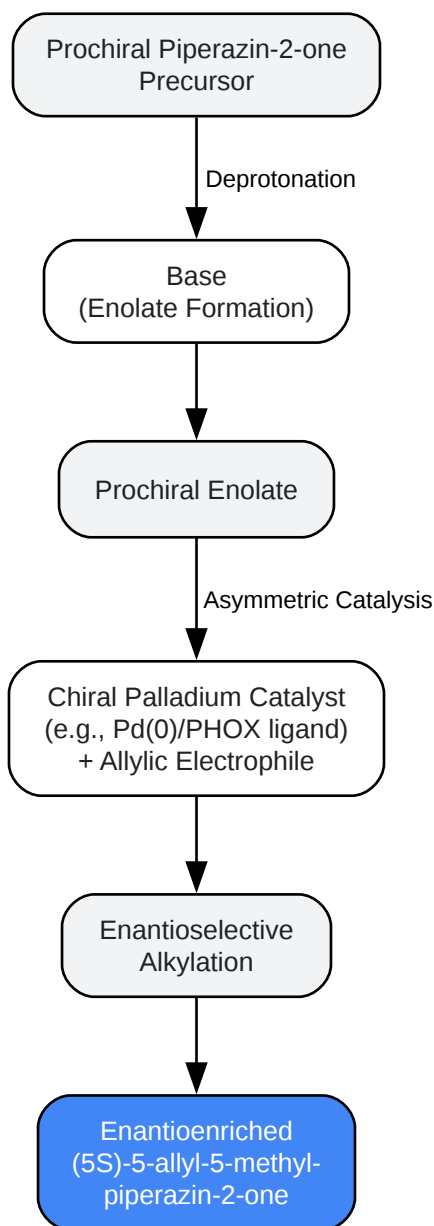 Prochiral Piperazin-2-one
Precursor
Deprotonation
Base
(Enolate Formation)
Prochiral Enolate
Asymmetric Catalysis
Chiral Palladium Catalyst
(e.g., Pd(0)/PHOX ligand)
+ Allylic Electrophile
Enantioselective
Alkylation
Enantioenriched
(5S)-5-allyl-5-methyl-
piperazin-2-one